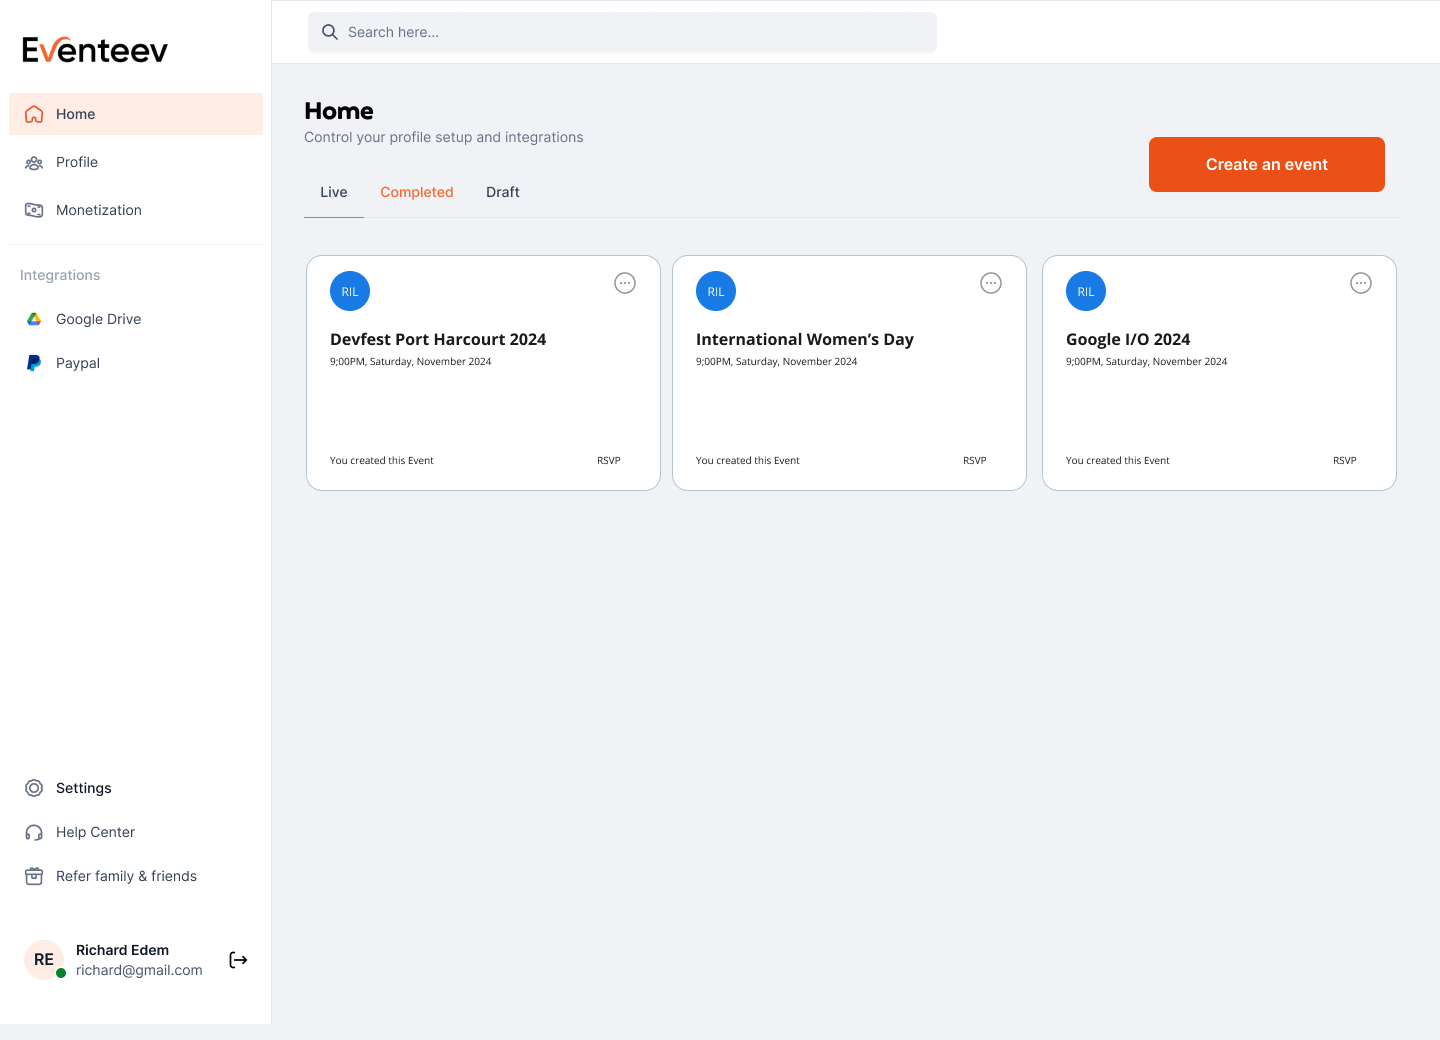 Eventeev
Home
Profile
Monetization
Integrations
Google Drive
Paypal
Settings
Help Center
Refer family & friends
RE
Richard Edem
richard@gmail.com
Search here...
Home
Control your profile setup and integrations
Create an event
Live
Completed
Draft
RIL
Devfest Port Harcourt 2024
9;00PM, Saturday, November 2024
You created this Event
RSVP
RIL
International Women’s Day
9;00PM, Saturday, November 2024
You created this Event
RSVP
RIL
Google I/O 2024
9;00PM, Saturday, November 2024
You created this Event
RSVP